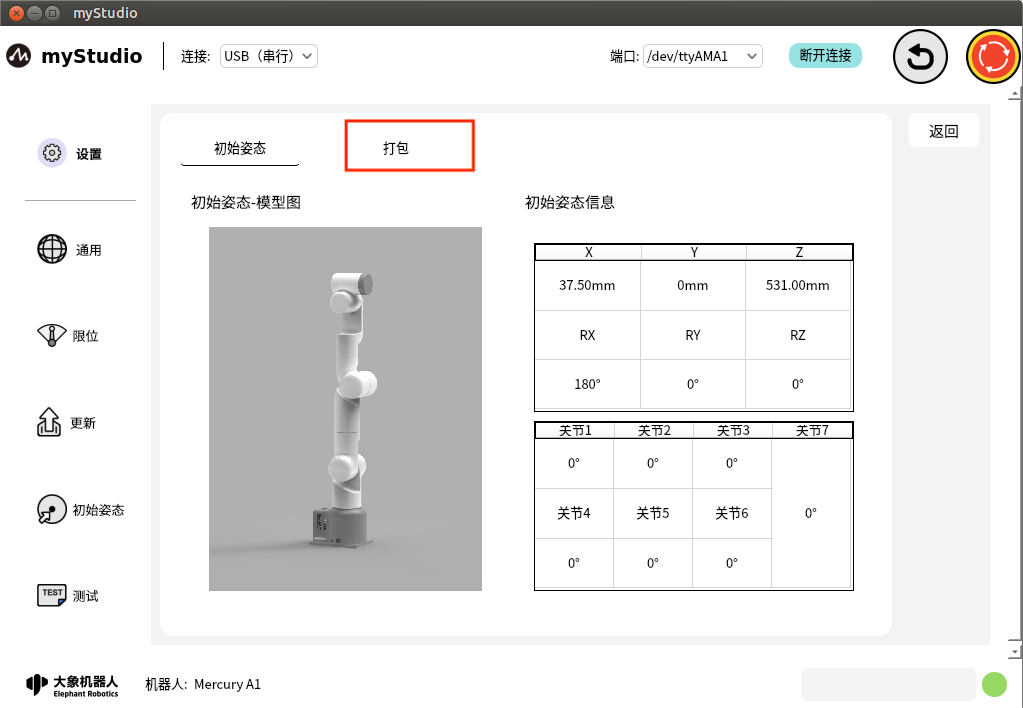 myStudio
myStudio
连接:
USB（串行）
端口:
/dev/ttyAMA1
断开连接
设置
通用
限位
更新
初始姿态
TEST
测试
初始姿态
打包
返回
初始姿态-模型图
初始姿态信息
X Y Z
37.50mm 0mm 531.00mm
RX RY RZ
180° 0° 0°
关节1 关节2 关节3 关节7
0° 0° 0°
关节4 关节5 关节6 0°
0° 0° 0°
大象机器人
Elephant Robotics
机器人: Mercury A1